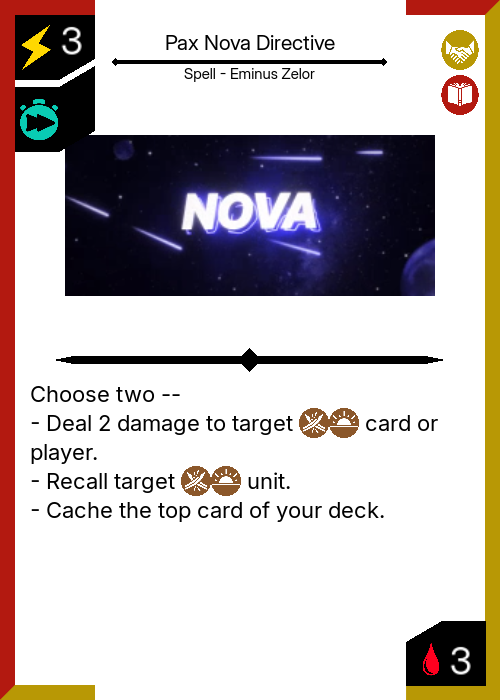 3
Pax Nova Directive
Spell - Eminus Zelor
NOVA
Choose two --
- Deal 2 damage to target card or
player.
- Recall target unit.
- Cache the top card of your deck.
3